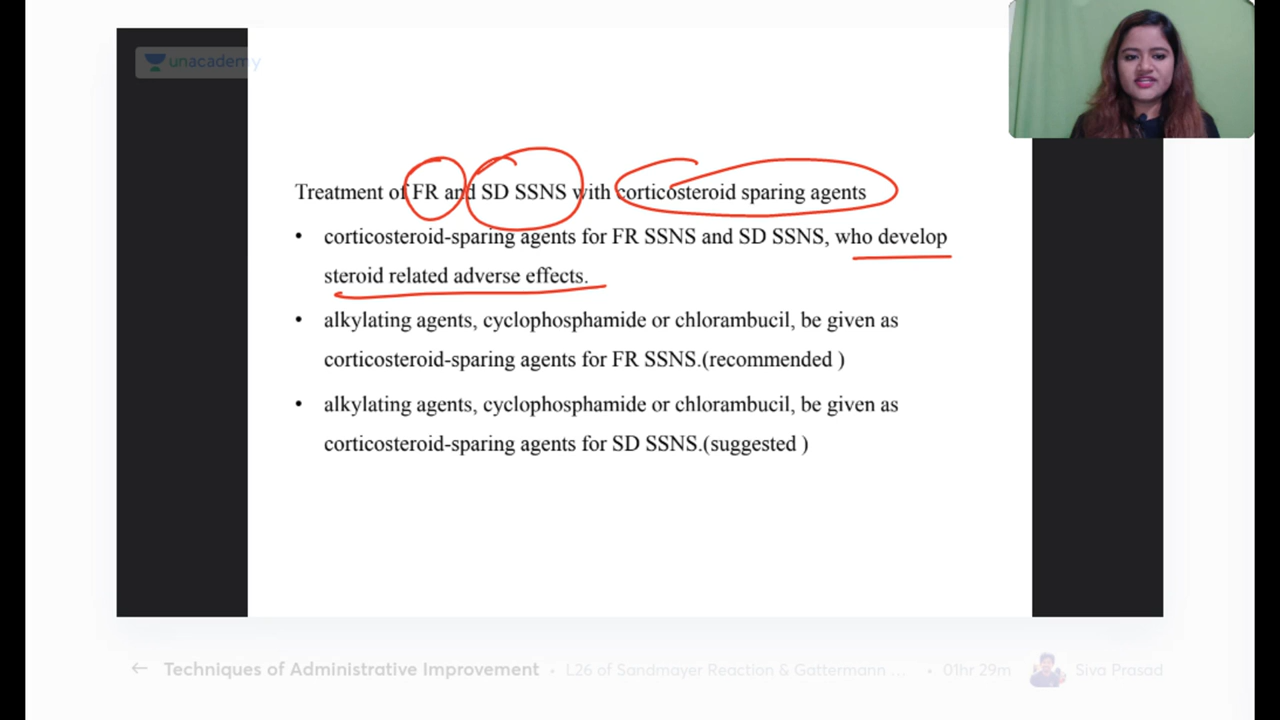 unacademy
Treatment of FR and SD SSNS with corticosteroid sparing agents
• corticosteroid-sparing agents for FR SSNS and SD SSNS, who develop
steroid related adverse effects.
• alkylating agents, cyclophosphamide or chlorambucil, be given as
corticosteroid-sparing agents for FR SSNS.(recommended )
• alkylating agents, cyclophosphamide or chlorambucil, be given as
corticosteroid-sparing agents for SD SSNS.(suggested )
← Techniques of Administrative Improvement • L26 of Sandmayer Reaction & Gattermann ... • 01hr 29m Siva Prasad